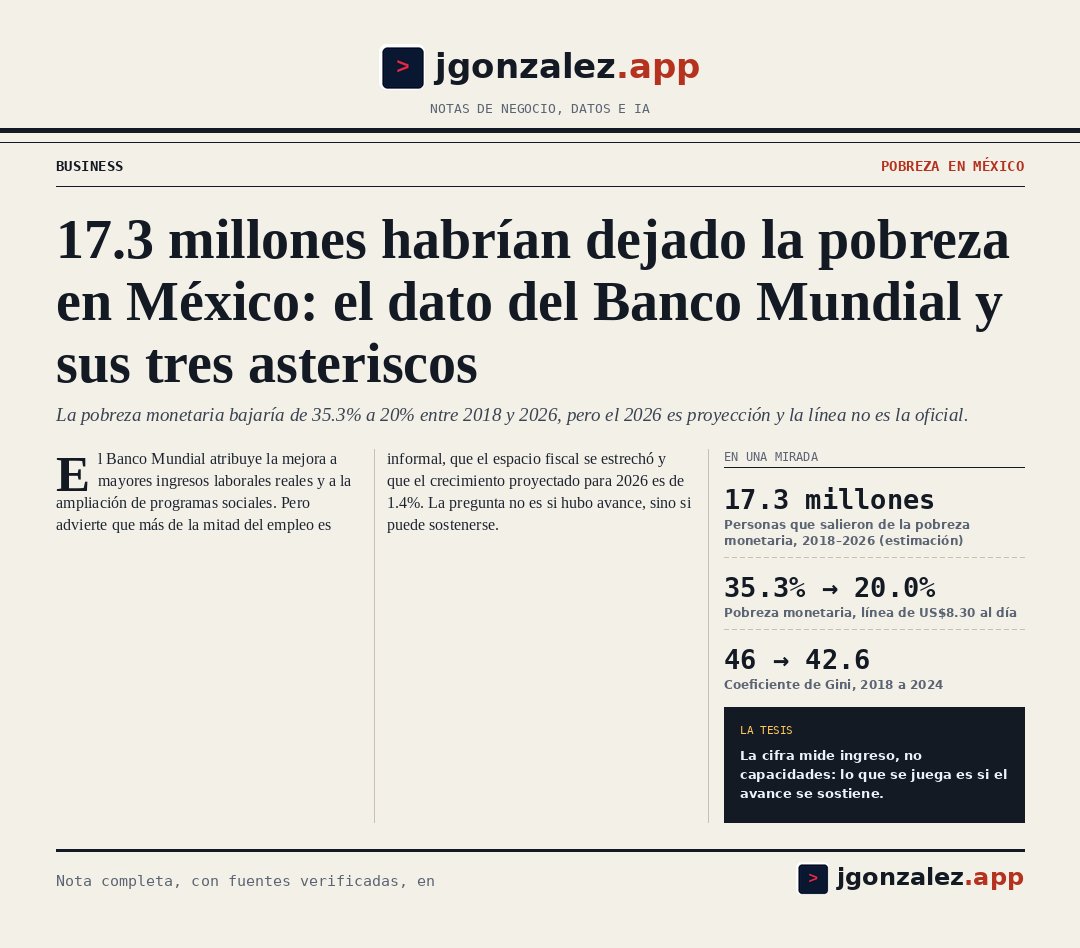 > jgonzalez.app
NOTAS DE NEGOCIO, DATOS E IA
BUSINESS
POBREZA EN MÉXICO
17.3 millones habrían dejado la pobreza
en México: el dato del Banco Mundial y
sus tres asteriscos
La pobreza monetaria bajaría de 35.3% a 20% entre 2018 y 2026, pero el 2026 es proyección y la línea no es la oficial.
El Banco Mundial atribuye la mejora a
mayores ingresos laborales reales y a la
ampliación de programas sociales. Pero
advierte que más de la mitad del empleo es
informal, que el espacio fiscal se estrechó y
que el crecimiento proyectado para 2026 es de
1.4%. La pregunta no es si hubo avance, sino si
puede sostenerse.
EN UNA MIRADA
17.3 millones
Personas que salieron de la pobreza
monetaria, 2018–2026 (estimación)
35.3% → 20.0%
Pobreza monetaria, línea de US$8.30 al día
46 → 42.6
Coeficiente de Gini, 2018 a 2024
LA TESIS
La cifra mide ingreso, no
capacidades: lo que se juega es si el
avance se sostiene.
Nota completa, con fuentes verificadas, en
> jgonzalez.app